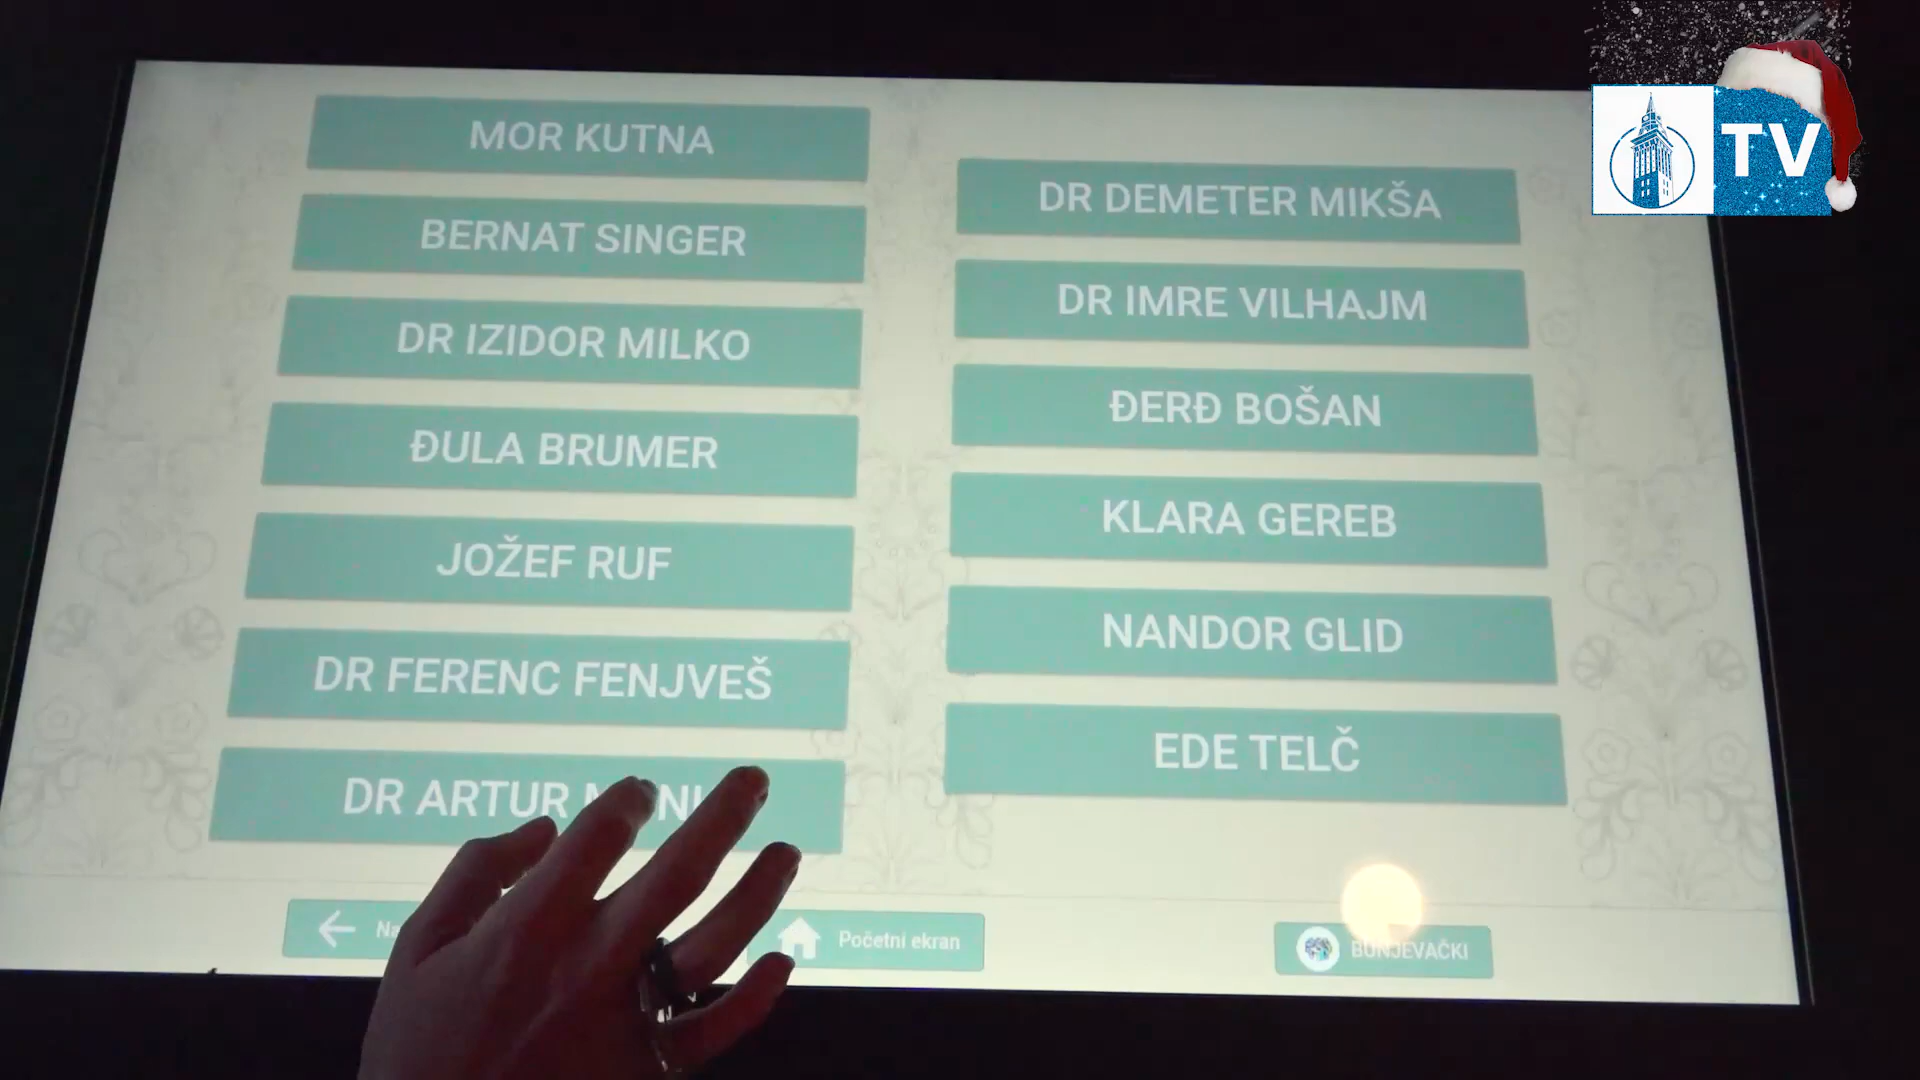 MOR KUTNA
BERNAT SINGER
DR IZIDOR MILKO
ĐULA BRUMER
JOŽEF RUF
DR FERENC FENJVEŠ
DR ARTUR
DR DEMETER MIKŠA
DR IMRE VILHAJM
ĐERĐ BOŠAN
KLARA GEREB
NANDOR GLID
EDE TELČ
Početni ekran
BUNJEVAČKI
TV